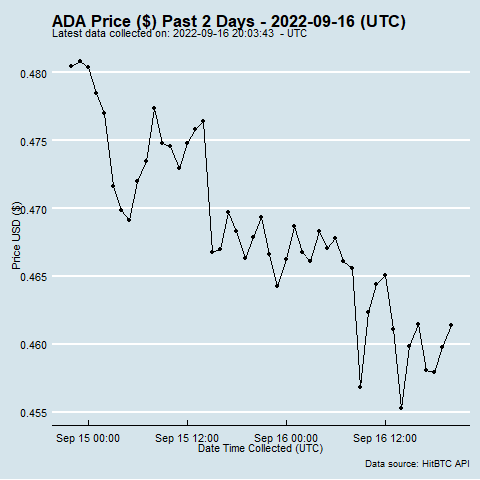 ADA Price ($) Past 2 Days - 2022-09-16 (UTC)
Latest data collected on: 2022-09-16 20:03:43 - UTC
0.480
0.475
0.470
0.465
0.460
0.455
Price USD ($)
Sep 15 00:00
Sep 15 12:00
Sep 16 00:00
Sep 16 12:00
Date Time Collected (UTC)
Data source: HitBTC API